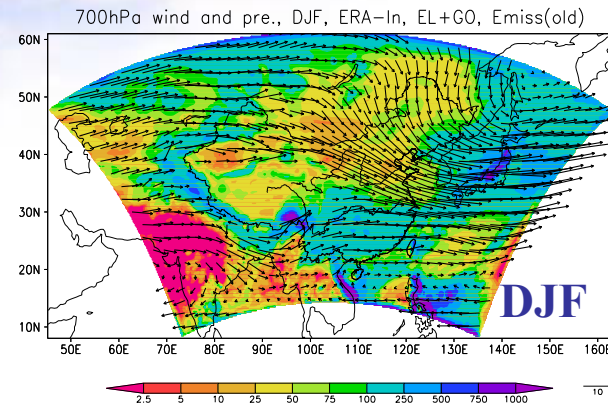 700hPa wind and pre., DJF, ERA-In, EL+GO, Emiss(old)
60N
50N
40N
30N
20N
10N
DJF
50E 60E 70E 80E 90E 100E 110E 120E 130E 140E 150E 160E
2.5 5 10 25 50 75 100 250 500 750 1000
10